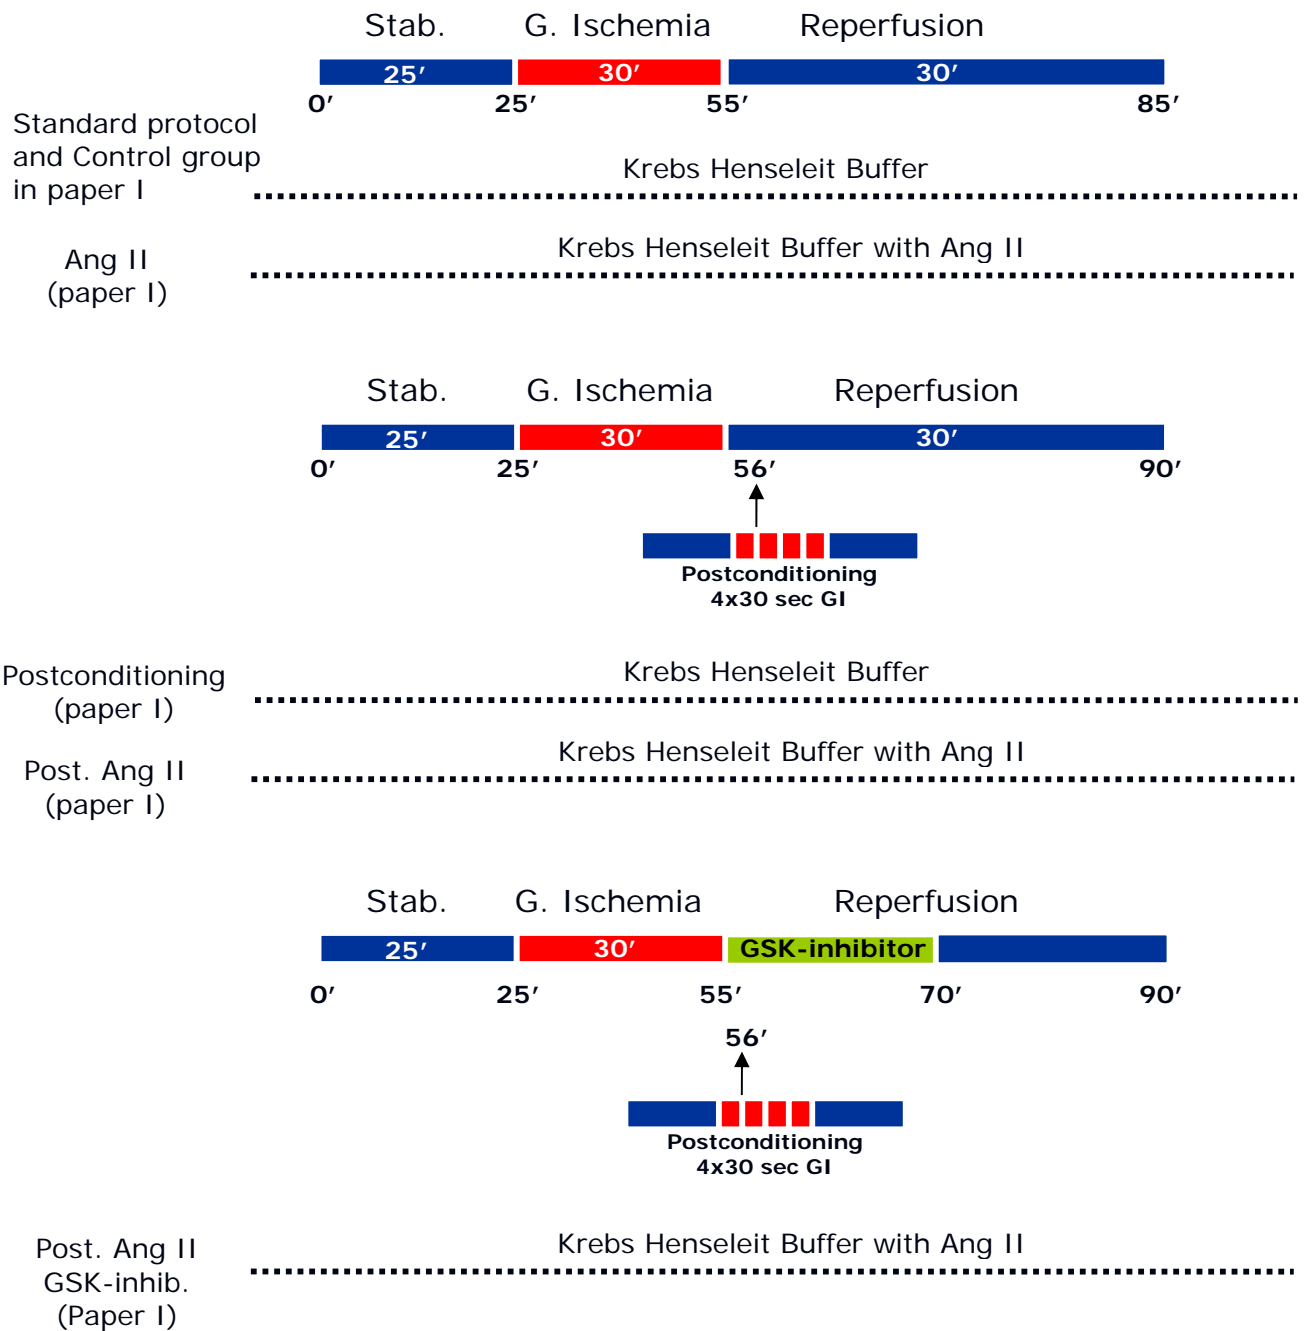 Stab. G. Ischemia Reperfusion
25’ 30’ 30’
0’ 25’ 55’ 85’
Standard protocol
and Control group
in paper I
Krebs Henseleit Buffer
Krebs Henseleit Buffer with Ang II
Ang II
(paper I)
Stab. G. Ischemia Reperfusion
25’ 30’ 30’
0’ 25’ 56’ 90’
Postconditioning
4x30 sec GI
Krebs Henseleit Buffer
Postconditioning
(paper I)
Krebs Henseleit Buffer with Ang II
Post. Ang II
(paper I)
Stab. G. Ischemia Reperfusion
25’ 30’ GSK-inhibitor
0’ 25’ 55’ 70’ 90’
56’
Postconditioning
4x30 sec GI
Krebs Henseleit Buffer with Ang II
Post. Ang II
GSK-inhib.
(Paper I)